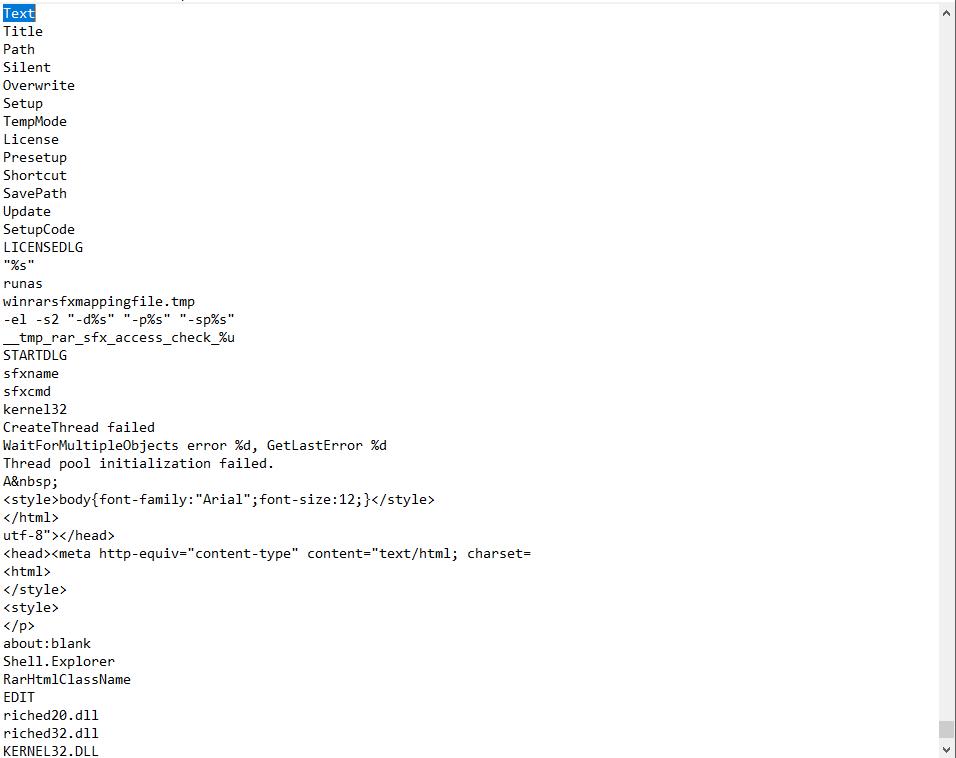 Text
Title
Path
Silent
Overwrite
Setup
TempMode
License
Presetup
Shortcut
SavePath
Update
SetupCode
LICENSEDLG
"%s"
runas
winrarsfxmappingfile.tmp
-el -s2 "-d%s" "-p%s" "-sp%s"
__tmp_rar_sfx_access_check_%u
STARTDLG
sfxname
sfxcmd
kernel32
CreateThread failed
WaitForMultipleObjects error %d, GetLastError %d
Thread pool initialization failed.
A&nbsp;
<style>body{font-family:"Arial";font-size:12;}</style>
</html>
utf-8"></head>
<head><meta http-equiv="content-type" content="text/html; charset=
<html>
</style>
<style>
</p>
about:blank
Shell.Explorer
RarHtmlClassName
EDIT
riched20.dll
riched32.dll
KERNEL32.DLL